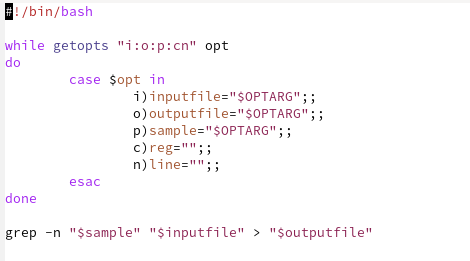 #!/bin/bash

while getopts "i:o:p:cn" opt
do
        case $opt in
                i)inputfile="$OPTARG";;
                o)outputfile="$OPTARG";;
                p)sample="$OPTARG";;
                c)reg="";;
                n)line="";;
        esac
done

grep -n "$sample" "$inputfile" > "$outputfile"